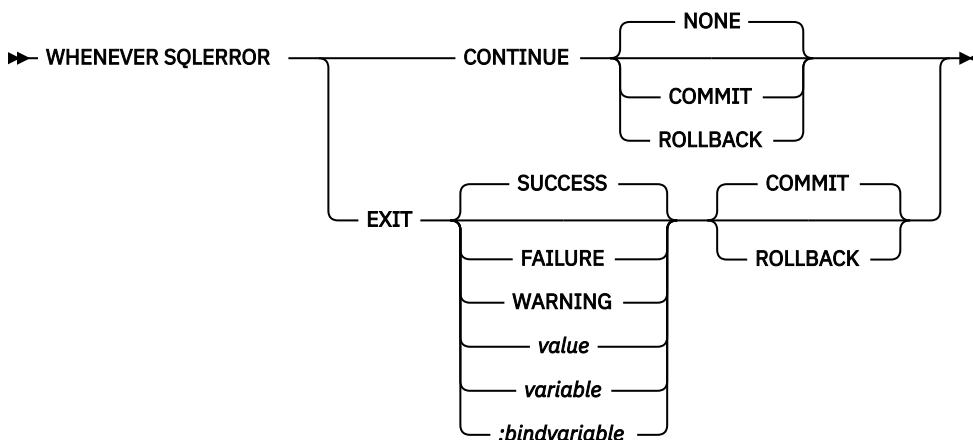 NONE
WHENEVER SQLERROR CONTINUE
COMMIT
ROLLBACK
SUCCESS COMMIT
EXIT
FAILURE ROLLBACK
WARNING
value
variable
:bindvariable